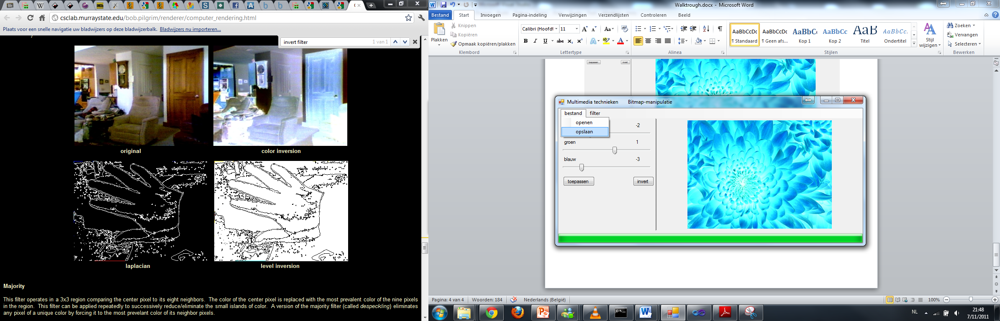 csclab.murraystate.edu/bob.pilgrim/renderer/computer_rendering.html
Plaats voor een snelle navigatie uw bladwijzers op deze bladwijzerbalk. Bladwijzers nu importeren...
invert filter 1 van 1
original color inversion
laplacian level inversion
Majority
This filter operates in a 3x3 region comparing the center pixel to its eight neighbors. The color of the center pixel is replaced with the most prevalent color of the nine pixels
in the region. This filter can be applied repeatedly to successively reduce/eliminate the small islands of color. A version of the majority filter (called despeckling) eliminates
any pixel of a unique color by forcing it to the most prevelant color of its neighbor pixels.
Walktrough.docx - Microsoft Word
Bestand Start Invoegen Pagina-indeling Verwijzingen Verzendlijsten Controleren Beeld
Plakken
Knippen
Kopiëren
Opmaak kopiëren/plakken
Klembord
Calibri (Hoofdt 11
Lettertype
Alinea
AaBbCcDc AaBbCcDc AaBbC AaBbCc AaB AaBbCc.
¶ Standaard ¶ Geen afs... Kop 1 Kop 2 Titel Ondertitel
Stijlen
Stijl
wijzigen
Zoeken
Vervangen
Selecteren
Bewerken
toepassen invert
Multimedia technieken Bitmap-manipulatie
bestand filter
openen
opslaan
-2
groen 1
blauw -3
toepassen invert
Pagina: 4 van 4 Woorden: 184 Nederlands (België) 100%
NL
21:48
7/11/2011